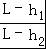 L - h₁
L - h₂